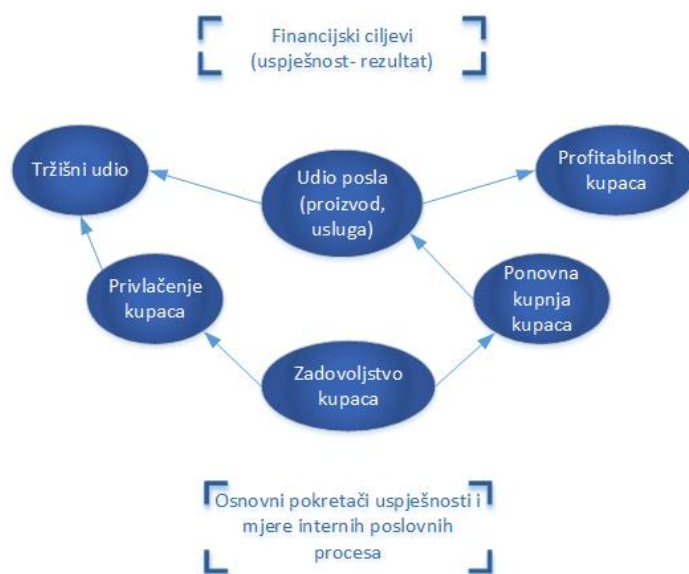 Financijski ciljevi
(uspješnost- rezultat)
Tržišni udio
Udio posla
(proizvod,
usluga)
Profitabilnost
kupaca
Privlačenje
kupaca
Ponovna
kupnja
kupaca
Zadovoljstvo
kupaca
Osnovni pokretači uspješnosti i
mjere internih poslovnih
procesa